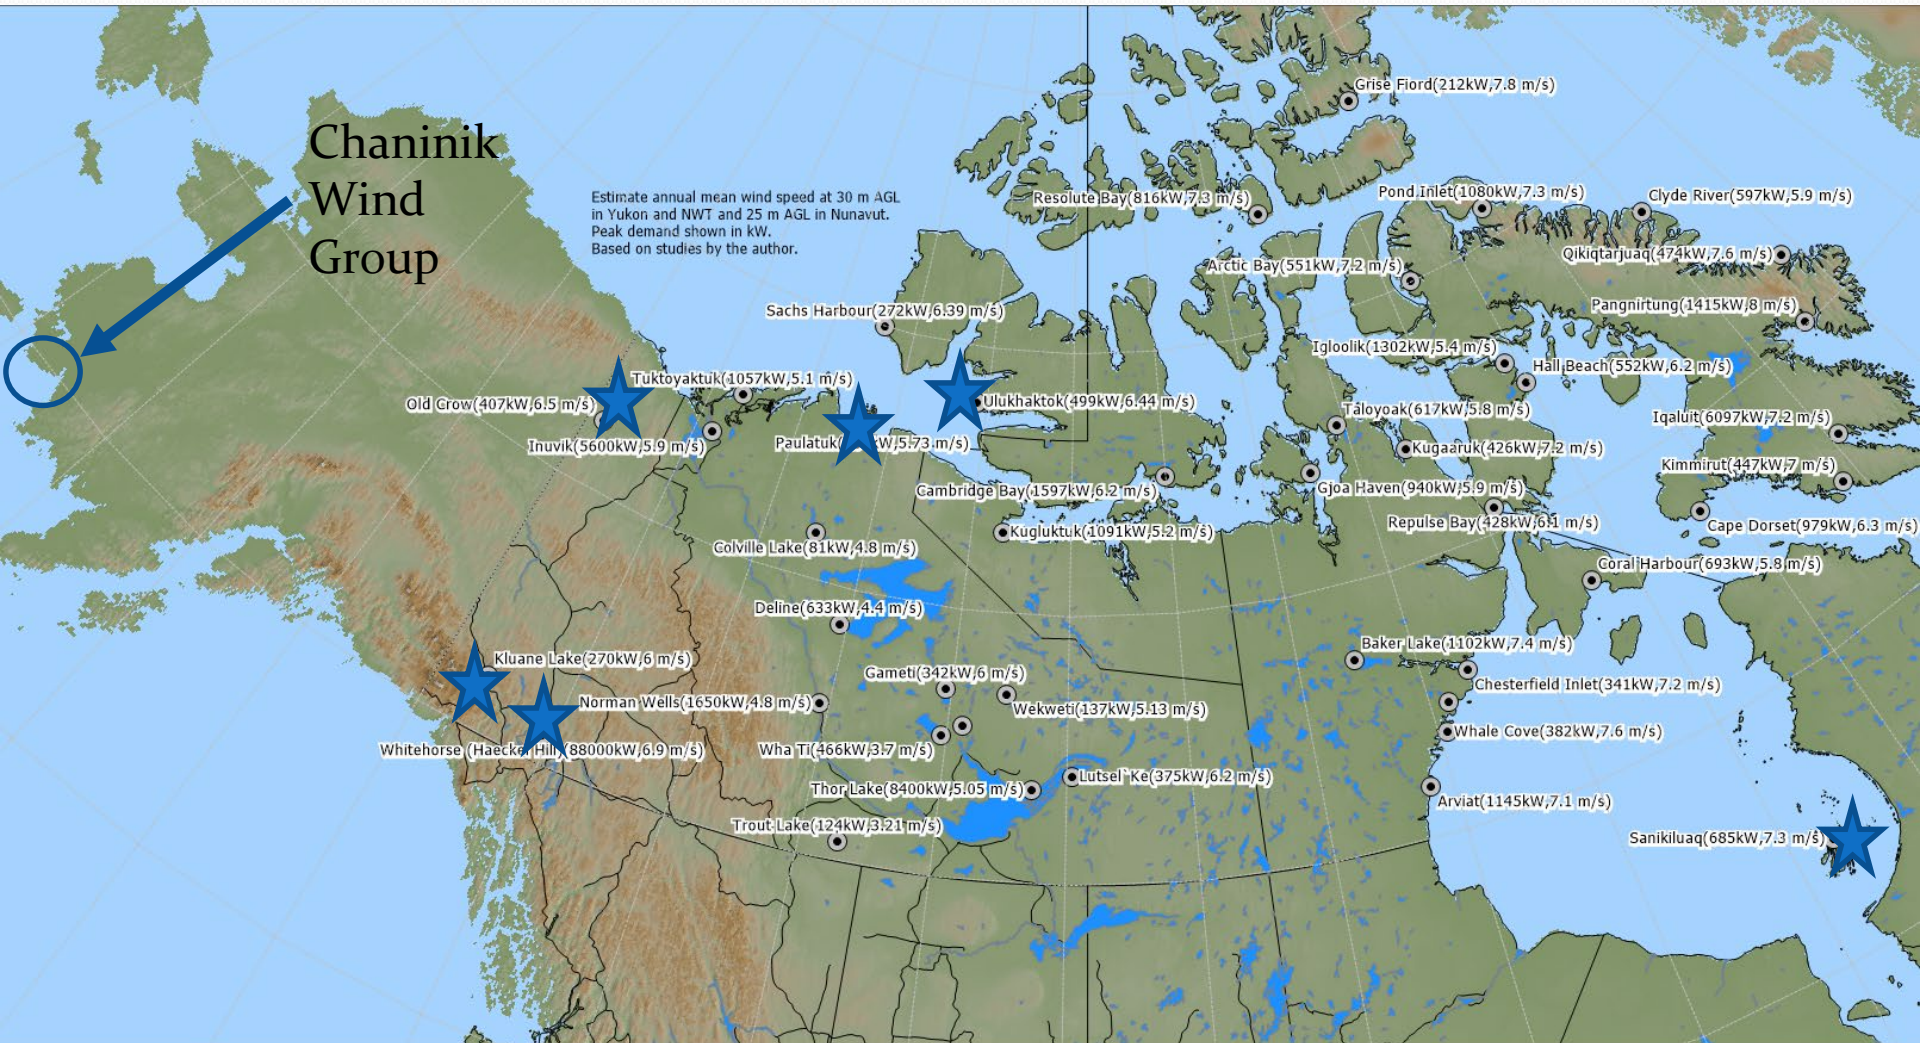 Chaninik
Wind
Group
Estimate annual mean wind speed at 30 m AGL
in Yukon and NWT and 25 m AGL in Nunavut.
Peak demand shown in kW.
Based on studies by the author.
Grise Fiord(212kW,7.8 m/s)
Resolute Bay(816kW,7.3 m/s)
Pond Inlet(1080kW,7.3 m/s)
Clyde River(597kW,5.9 m/s)
Arctic Bay(551kW,7.2 m/s)
Qikiqtarjuaq(474kW,7.6 m/s)
Sachs Harbour(272kW,6.39 m/s)
Pangnirtung(1415kW,8 m/s)
Igloolik(1302kW,5.4 m/s)
Hall Beach(552kW,6.2 m/s)
Tuktoyaktuk(1057kW,5.1 m/s)
Old Crow(407kW,6.5 m/s)
Ulukhaktok(499kW,6.44 m/s)
Taloyoak(617kW,5.8 m/s)
Iqaluit(6097kW,7.2 m/s)
Inuvik(5600kW,5.9 m/s)
Paulatuk( kW,5.73 m/s)
Kugaaruk(426kW,7.2 m/s)
Kimmirut(447kW,7 m/s)
Cambridge Bay(1597kW,6.2 m/s)
Gjoa Haven(940kW,5.9 m/s)
Repulse Bay(428kW,6.1 m/s)
Cape Dorset(979kW,6.3 m/s)
Kugluktuk(1091kW,5.2 m/s)
Colville Lake(81kW,4.8 m/s)
Coral Harbour(693kW,5.8 m/s)
Deline(633kW,4.4 m/s)
Baker Lake(1102kW,7.4 m/s)
Kluane Lake(270kW,6 m/s)
Gameti(342kW,6 m/s)
Chesterfield Inlet(341kW,7.2 m/s)
Norman Wells(1650kW,4.8 m/s)
Wekweti(137kW,5.13 m/s)
Whale Cove(382kW,7.6 m/s)
Whitehorse (Haeckel Hill)(88000kW,6.9 m/s)
Wha Ti(466kW,3.7 m/s)
Lutsel`Ke(375kW,6.2 m/s)
Thor Lake(8400kW,5.05 m/s)
Arviat(1145kW,7.1 m/s)
Trout Lake(124kW,3.21 m/s)
Sanikiluaq(685kW,7.3 m/s)